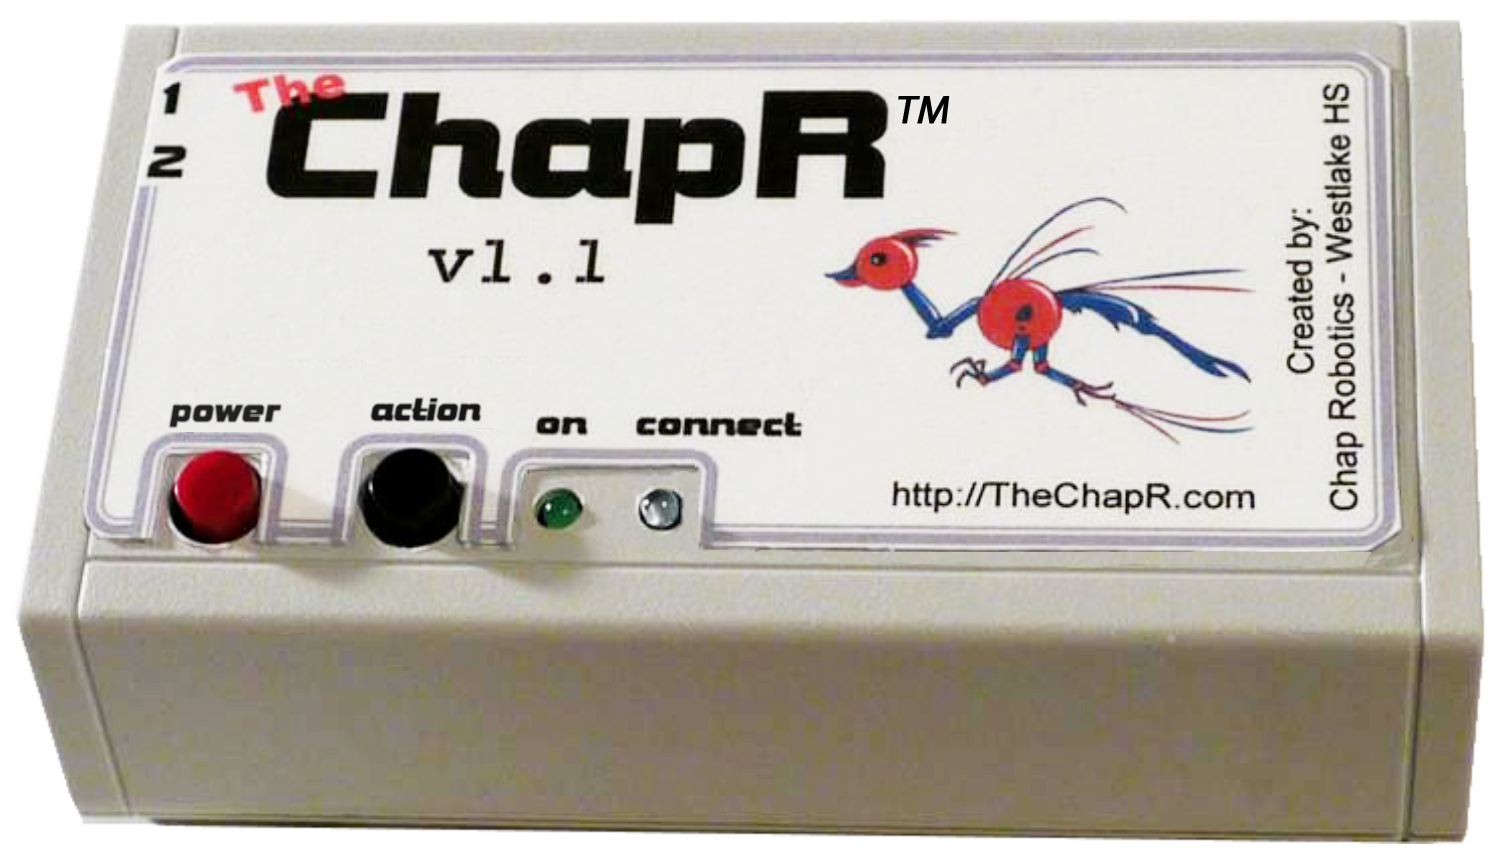 1
2
The
ChapR™
v1.1
power
action
on
connect
http://TheChapR.com
Created by:
Chap Robotics - Westlake HS